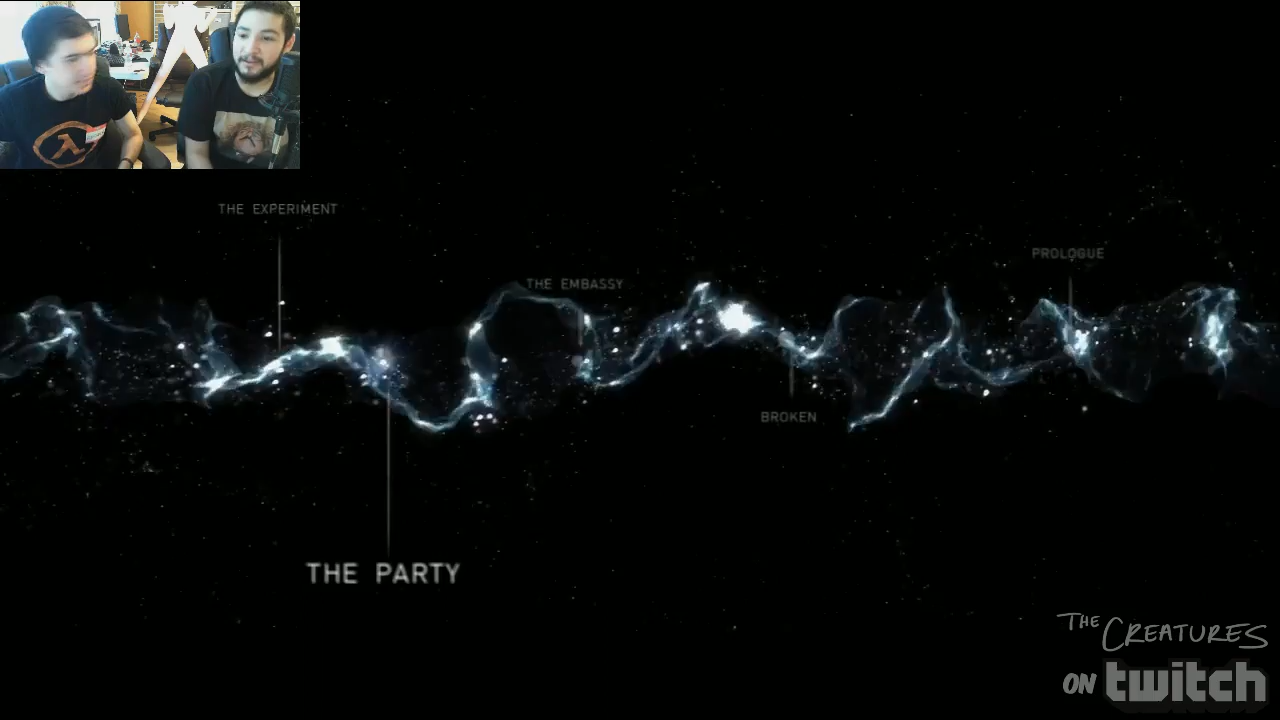 THE EXPERIMENT
THE EMBASSY
PROLOGUE
BROKEN
THE PARTY
THE CREATURES
ON twitch